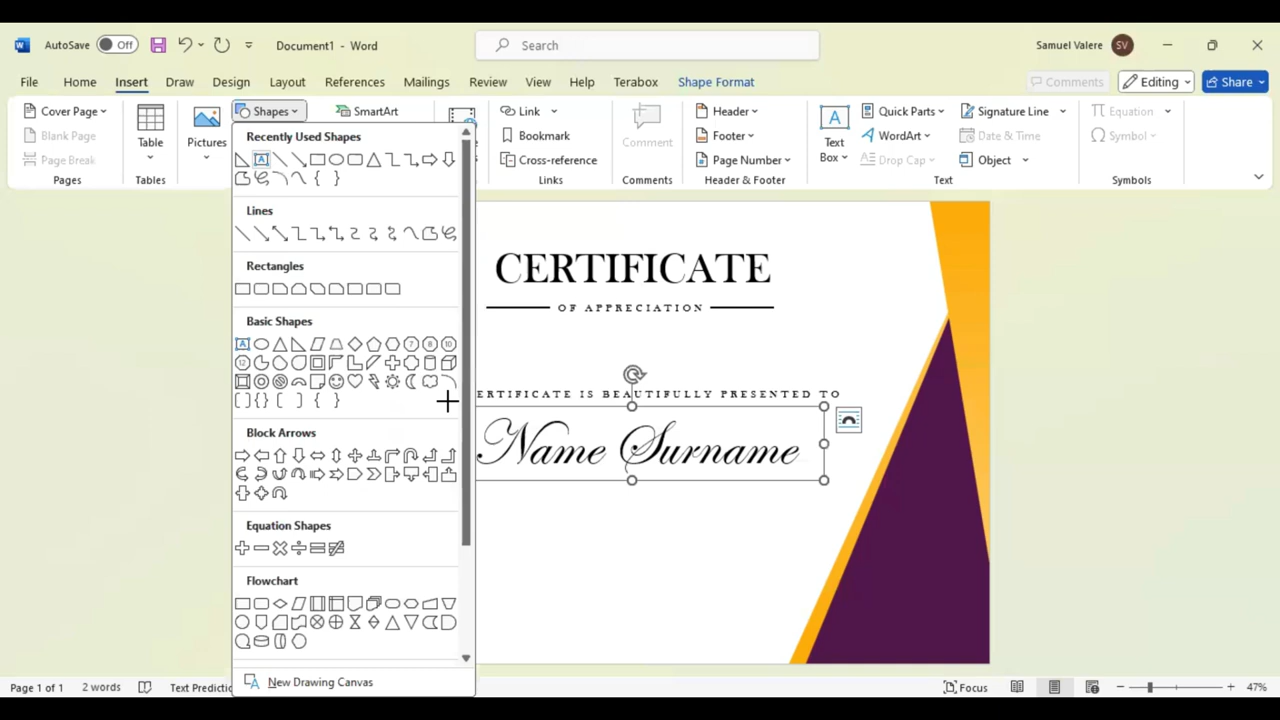 AutoSave Off Document1 - Word Search Samuel Valere SV
File Home Insert Draw Design Layout References Mailings Review View Help Terabox Shape Format Comments Editing Share
Cover Page
Blank Page
Page Break
Pages
Table
Tables
Pictures
Shapes
SmartArt
Link
Bookmark
Cross-reference
Links
Comment
Comments
Header
Footer
Page Number
Header & Footer
Text
Box
Quick Parts
WordArt
Drop Cap
Signature Line
Date & Time
Object
Text
Equation
Symbol
Symbols
Recently Used Shapes
Lines
Rectangles
Basic Shapes
Block Arrows
Equation Shapes
Flowchart
New Drawing Canvas
CERTIFICATE
OF APPRECIATION
ERTIFICATE IS BEAUTIFULLY PRESENTED TO
Name Surname
Page 1 of 1 2 words Text Predictio Focus 47%